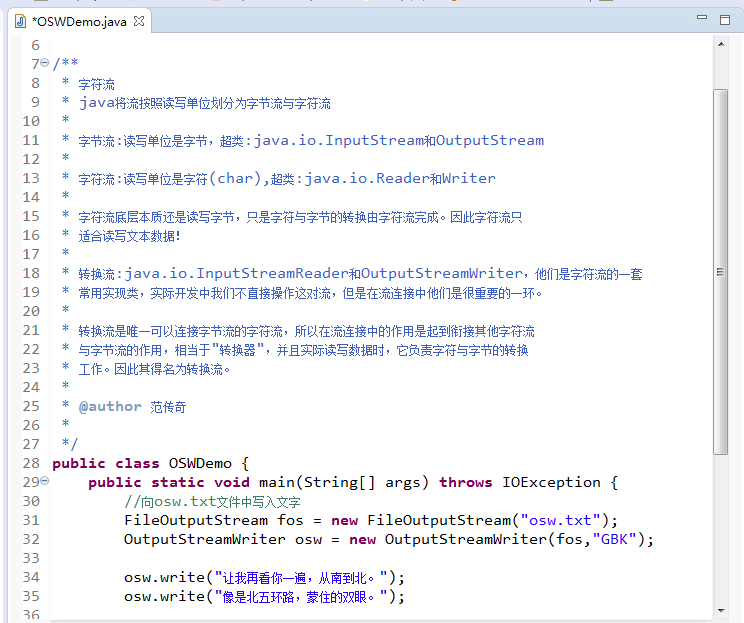 *OSWDemo.java
6
7 /**
8 * 字符流
9 * java将流按照读写单位划分为字节流与字符流
10 *
11 * 字节流:读写单位是字节，超类:java.io.InputStream和OutputStream
12 *
13 * 字符流:读写单位是字符(char),超类:java.io.Reader和Writer
14 *
15 * 字符流底层本质还是读写字节，只是字符与字节的转换由字符流完成。因此字符流只
16 * 适合读写文本数据!
17 *
18 * 转换流:java.io.InputStreamReader和OutputStreamWriter，他们是字符流的一套
19 * 常用实现类，实际开发中我们不直接操作这对流，但是在流连接中他们是很重要的一环。
20 *
21 * 转换流是唯一可以连接字节流的字符流，所以在流连接中的作用是起到衔接其他字符流
22 * 与字节流的作用，相当于"转换器"，并且实际读写数据时，它负责字符与字节的转换
23 * 工作。因此其得名为转换流。
24 *
25 * @author 范传奇
26 *
27 */
28 public class OSWDemo {
29 public static void main(String[] args) throws IOException {
30 //向osw.txt文件中写入文字
31 FileOutputStream fos = new FileOutputStream("osw.txt");
32 OutputStreamWriter osw = new OutputStreamWriter(fos,"GBK");
33
34 osw.write("让我再看你一遍，从南到北。");
35 osw.write("像是北五环路，蒙住的双眼。");
36